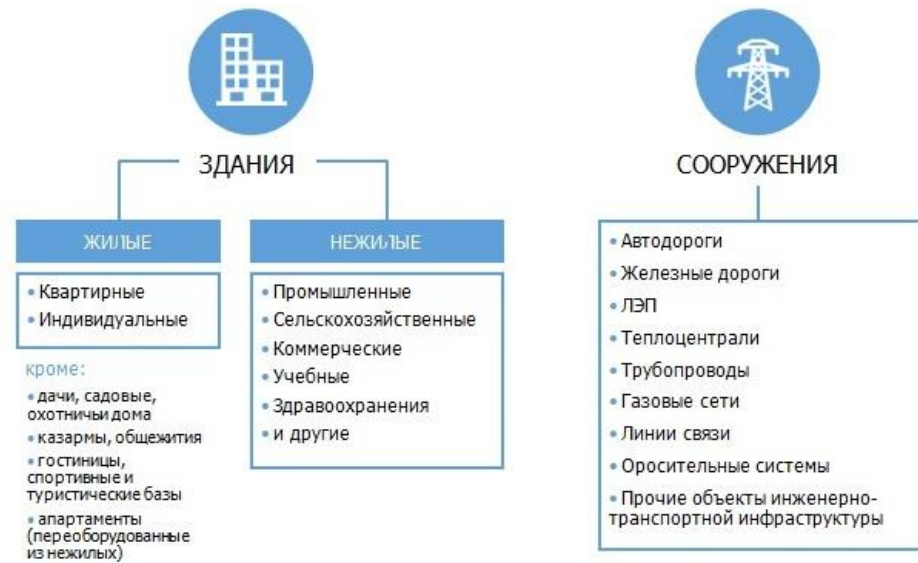 ЗДАНИЯ
ЖИЛЫЕ
• Квартирные
• Индивидуальные
кроме:
• дачи, садовые,
охотничьи дома
• казармы, общежития
• гостиницы,
спортивные и
туристические базы
• апартаменты
(переоборудованные
из нежилых)
НЕЖИЛЫЕ
• Промышленные
• Сельскохозяйственные
• Коммерческие
• Учебные
• Здравоохранения
• и другие
СООРУЖЕНИЯ
• Автодороги
• Железные дороги
• ЛЭП
• Теплоцентрали
• Трубопроводы
• Газовые сети
• Линии связи
• Оросительные системы
• Прочие объекты инженерно-
транспортной инфраструктуры